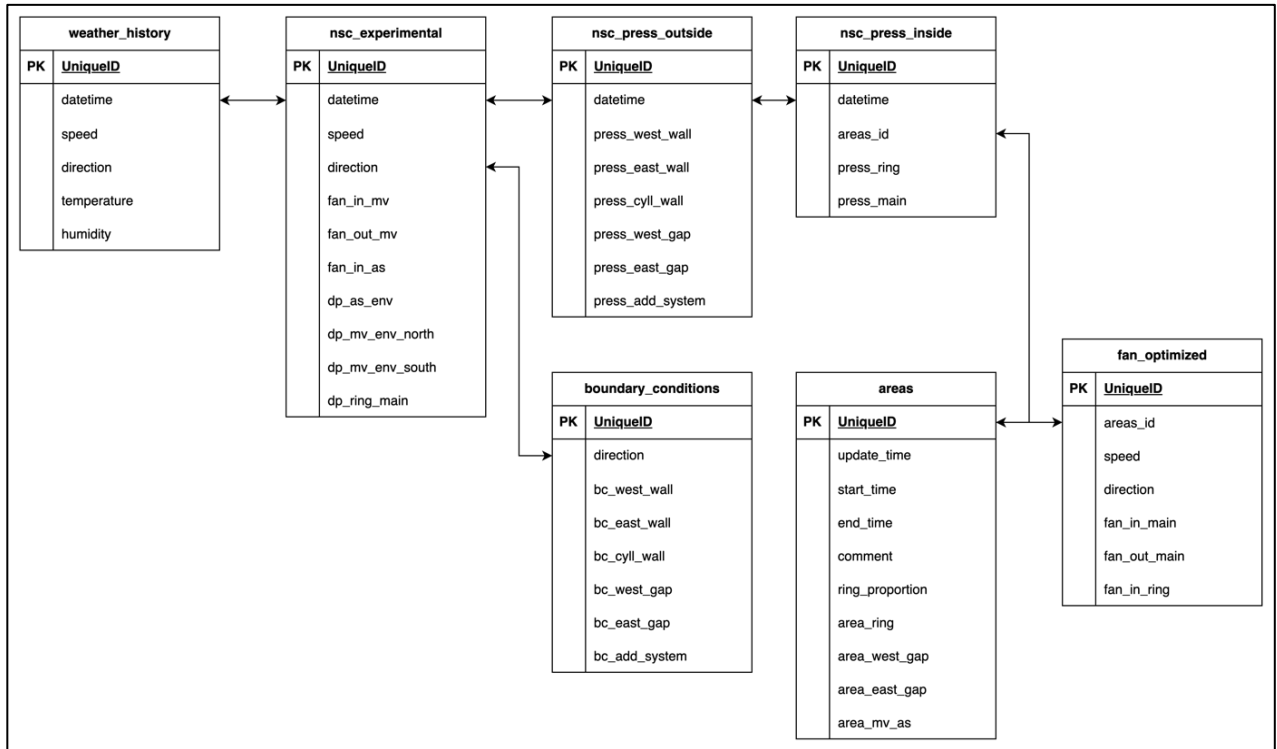 weather_history
PK UniqueID
datetime
speed
direction
temperature
humidity
nsc_experimental
PK UniqueID
datetime
speed
direction
fan_in_mv
fan_out_mv
fan_in_as
dp_as_env
dp_mv_env_north
dp_mv_env_south
dp_ring_main
nsc_press_outside
PK UniqueID
datetime
press_west_wall
press_east_wall
press_cyll_wall
press_west_gap
press_east_gap
press_add_system
nsc_press_inside
PK UniqueID
datetime
areas_id
press_ring
press_main
boundary_conditions
PK UniqueID
direction
bc_west_wall
bc_east_wall
bc_cyll_wall
bc_west_gap
bc_east_gap
bc_add_system
areas
PK UniqueID
update_time
start_time
end_time
comment
ring_proportion
area_ring
area_west_gap
area_east_gap
area_mv_as
fan_optimized
PK UniqueID
areas_id
speed
direction
fan_in_main
fan_out_main
fan_in_ring